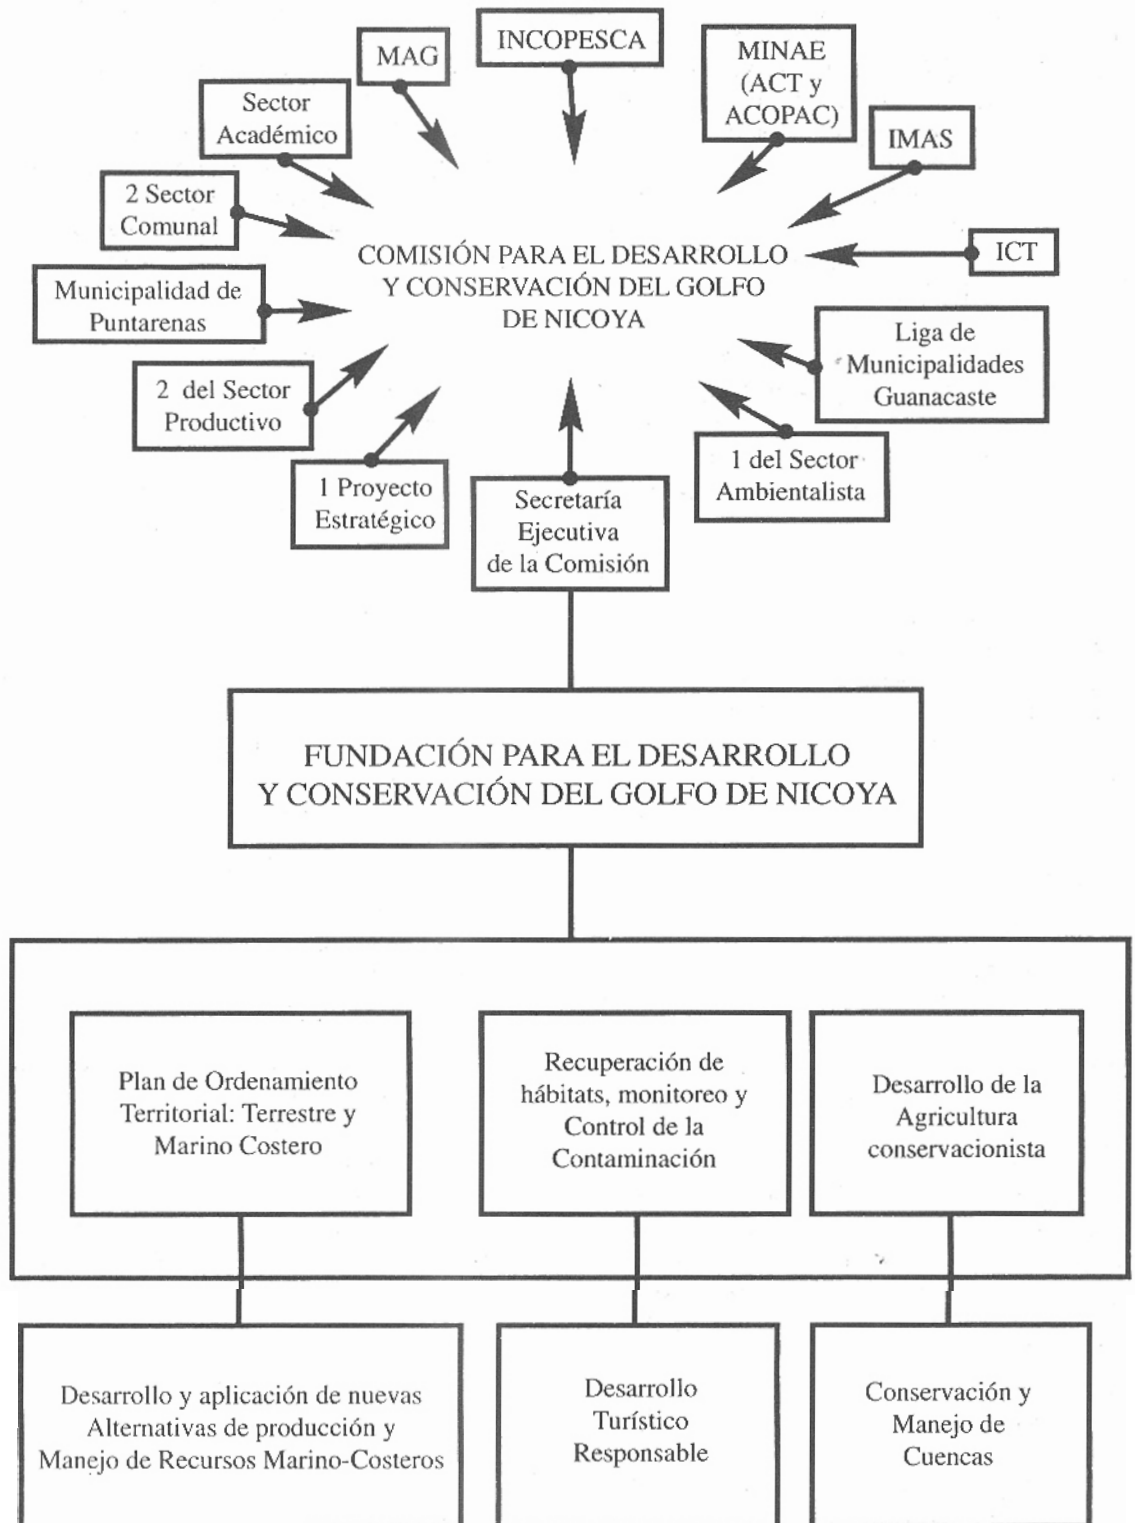 INCOPESCA
MAG
MINAE
(ACT y
ACOPAC)
Sector
Académico
IMAS
2 Sector
Comunal
COMISIÓN PARA EL DESARROLLO
Y CONSERVACIÓN DEL GOLFO
DE NICOYA
ICT
Municipalidad de
Puntarenas
Liga de
Municipalidades
Guanacaste
2 del Sector
Productivo
1 del Sector
Ambientalista
1 Proyecto
Estratégico
Secretaría
Ejecutiva
de la Comisión
FUNDACIÓN PARA EL DESARROLLO
Y CONSERVACIÓN DEL GOLFO DE NICOYA
Plan de Ordenamiento
Territorial: Terrestre y
Marino Costero
Recuperación de
hábitats, monitoreo y
Control de la
Contaminación
Desarrollo de la
Agricultura
conservacionista
Desarrollo y aplicación de nuevas
Alternativas de producción y
Manejo de Recursos Marino-Costeros
Desarrollo
Turístico
Responsable
Conservación y
Manejo de
Cuencas